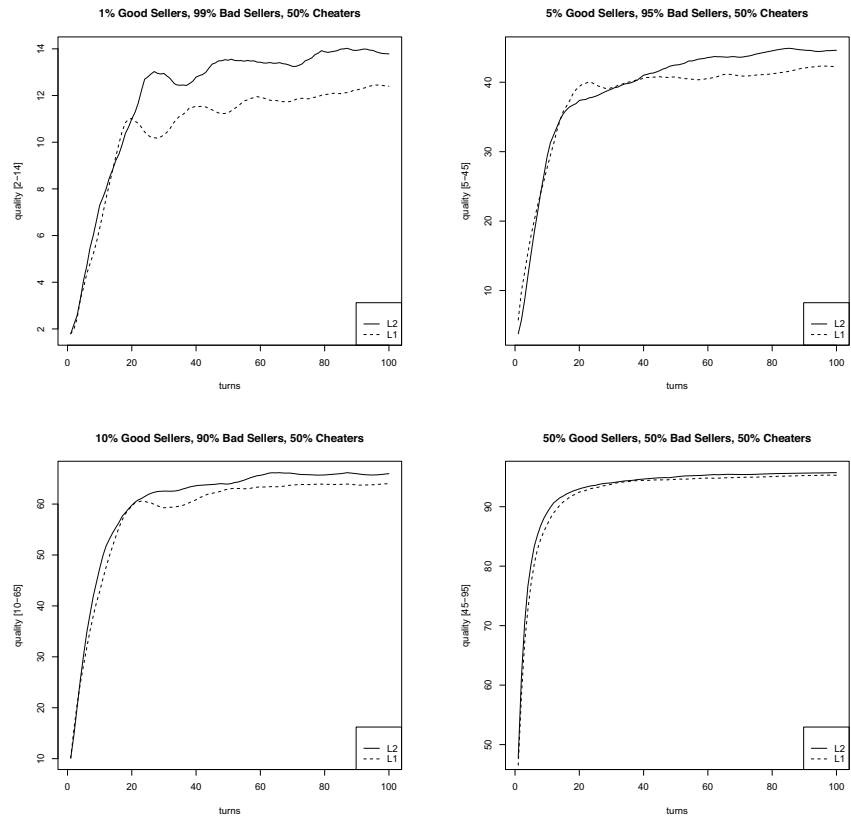 1% Good Sellers, 99% Bad Sellers, 50% Cheaters
quality [2−14]
14
12
10
8
6
4
2
0 20 40 60 80 100
turns
L2
L1
5% Good Sellers, 95% Bad Sellers, 50% Cheaters
quality [5−45]
40
30
20
10
0 20 40 60 80 100
turns
L2
L1
10% Good Sellers, 90% Bad Sellers, 50% Cheaters
quality [10−65]
60
50
40
30
20
10
0 20 40 60 80 100
turns
L2
L1
50% Good Sellers, 50% Bad Sellers, 50% Cheaters
quality [45−95]
90
80
70
60
50
0 20 40 60 80 100
turns
L2
L1